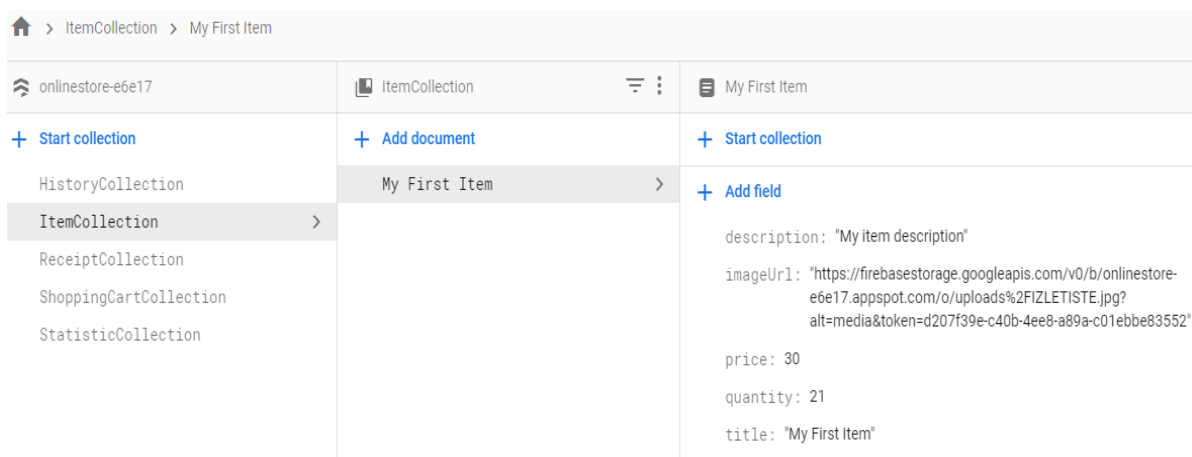 ItemCollection > My First Item
onlinestore-e6e17
+ Start collection
HistoryCollection
ItemCollection >
ReceiptCollection
ShoppingCartCollection
StatisticCollection
ItemCollection
+ Add document
My First Item >
My First Item
+ Start collection
+ Add field
description: "My item description"
imageUrl: "https://firebasestorage.googleapis.com/v0/b/onlinestore-
e6e17.appspot.com/o/uploads%2FIZLETISTE.jpg?
alt=media&token=d207f39e-c40b-4ee8-a89a-c01ebbe83552"
price: 30
quantity: 21
title: "My First Item"